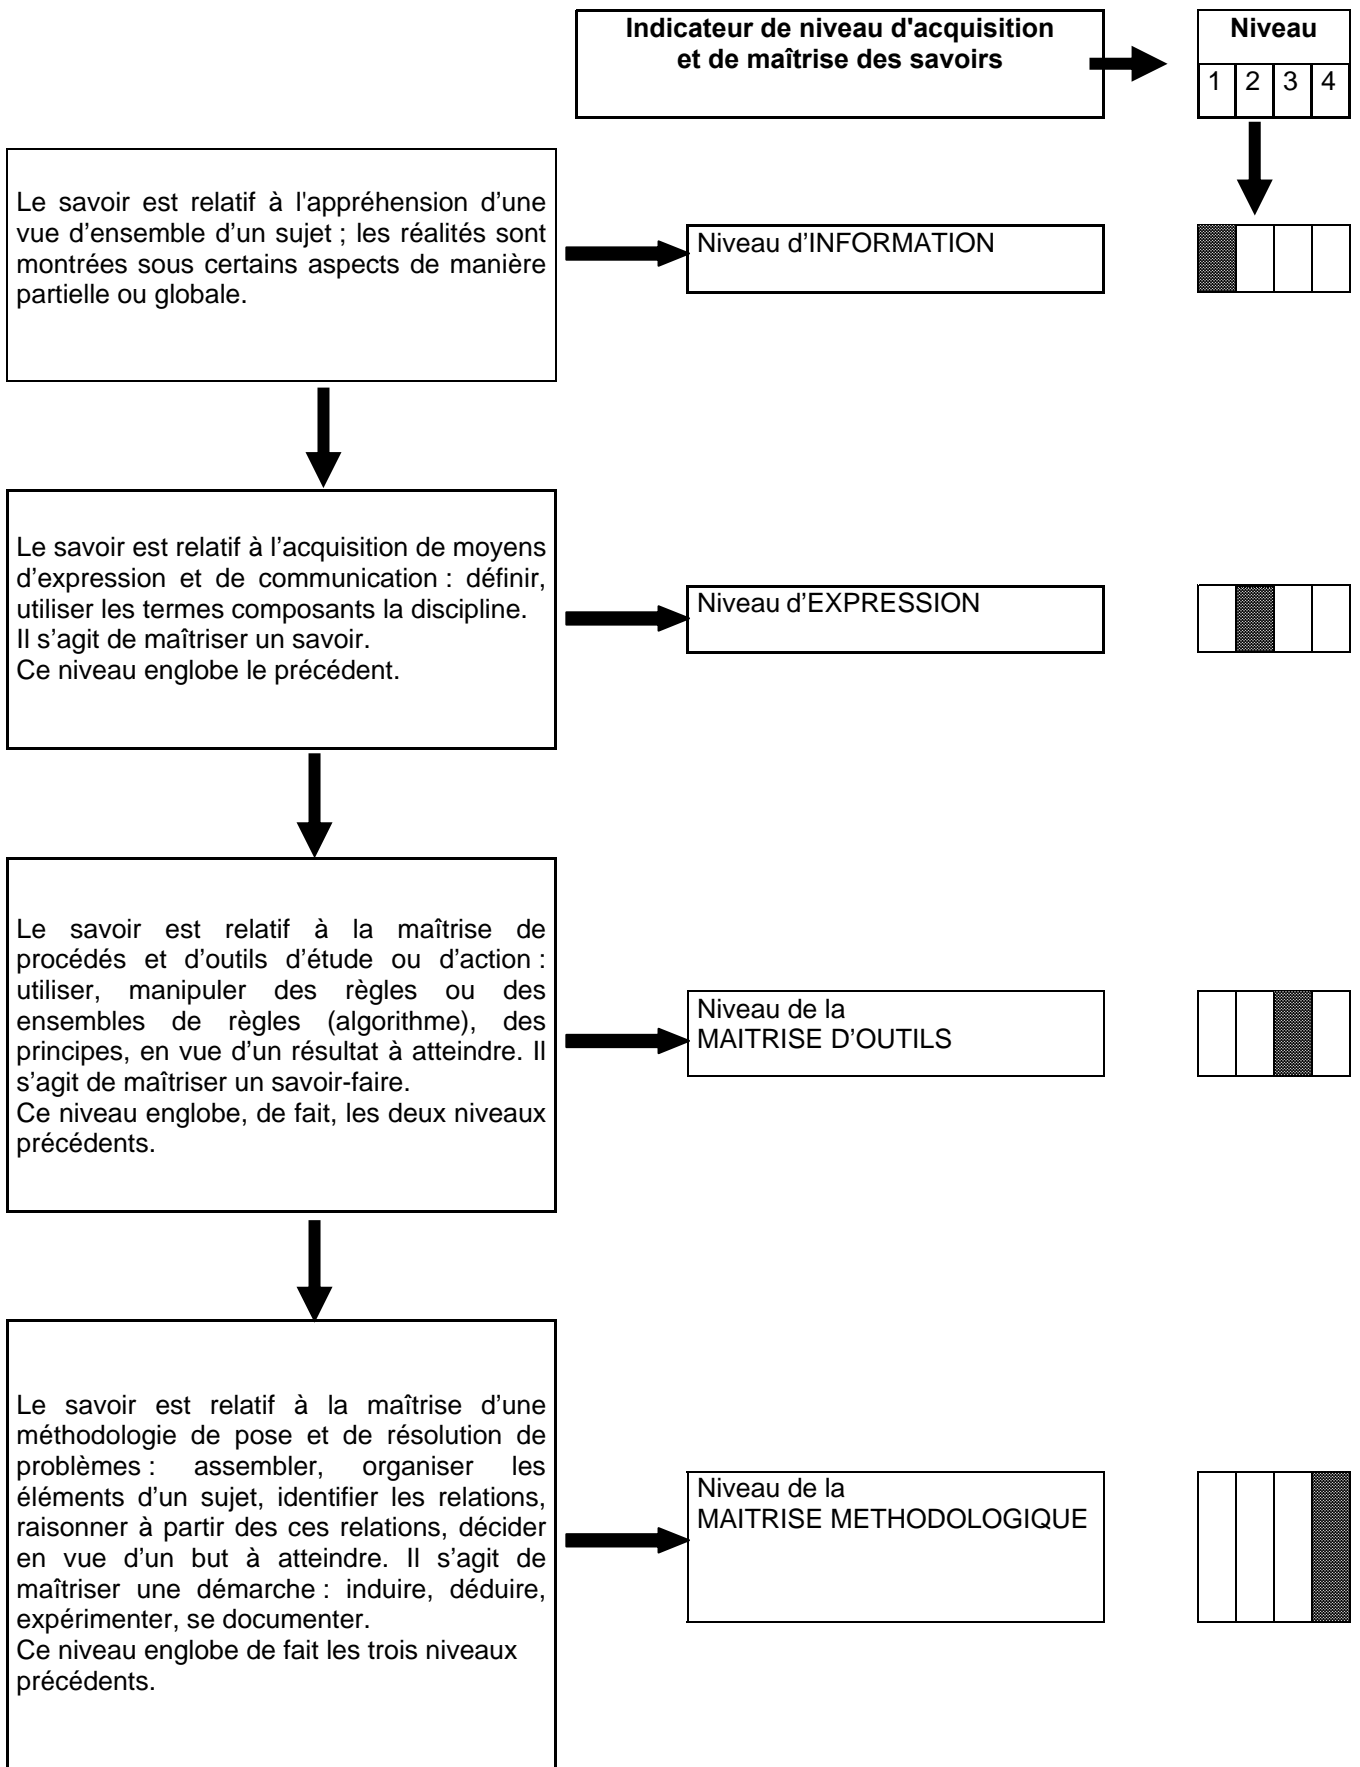 Indicateur de niveau d'acquisition
et de maîtrise des savoirs
Niveau
1 2 3 4
Le savoir est relatif à l'appréhension d’une
vue d’ensemble d’un sujet ; les réalités sont
montrées sous certains aspects de manière
partielle ou globale.
Niveau d’INFORMATION
Le savoir est relatif à l’acquisition de moyens
d’expression et de communication : définir,
utiliser les termes composants la discipline.
Il s’agit de maîtriser un savoir.
Ce niveau englobe le précédent.
Niveau d’EXPRESSION
Le savoir est relatif à la maîtrise de
procédés et d’outils d’étude ou d’action :
utiliser, manipuler des règles ou des
ensembles de règles (algorithme), des
principes, en vue d’un résultat à atteindre. Il
s’agit de maîtriser un savoir-faire.
Ce niveau englobe, de fait, les deux niveaux
précédents.
Niveau de la
MAITRISE D’OUTILS
Le savoir est relatif à la maîtrise d’une
méthodologie de pose et de résolution de
problèmes : assembler, organiser les
éléments d’un sujet, identifier les relations,
raisonner à partir des ces relations, décider
en vue d’un but à atteindre. Il s’agit de
maîtriser une démarche : induire, déduire,
expérimenter, se documenter.
Ce niveau englobe de fait les trois niveaux
précédents.
Niveau de la
MAITRISE METHODOLOGIQUE